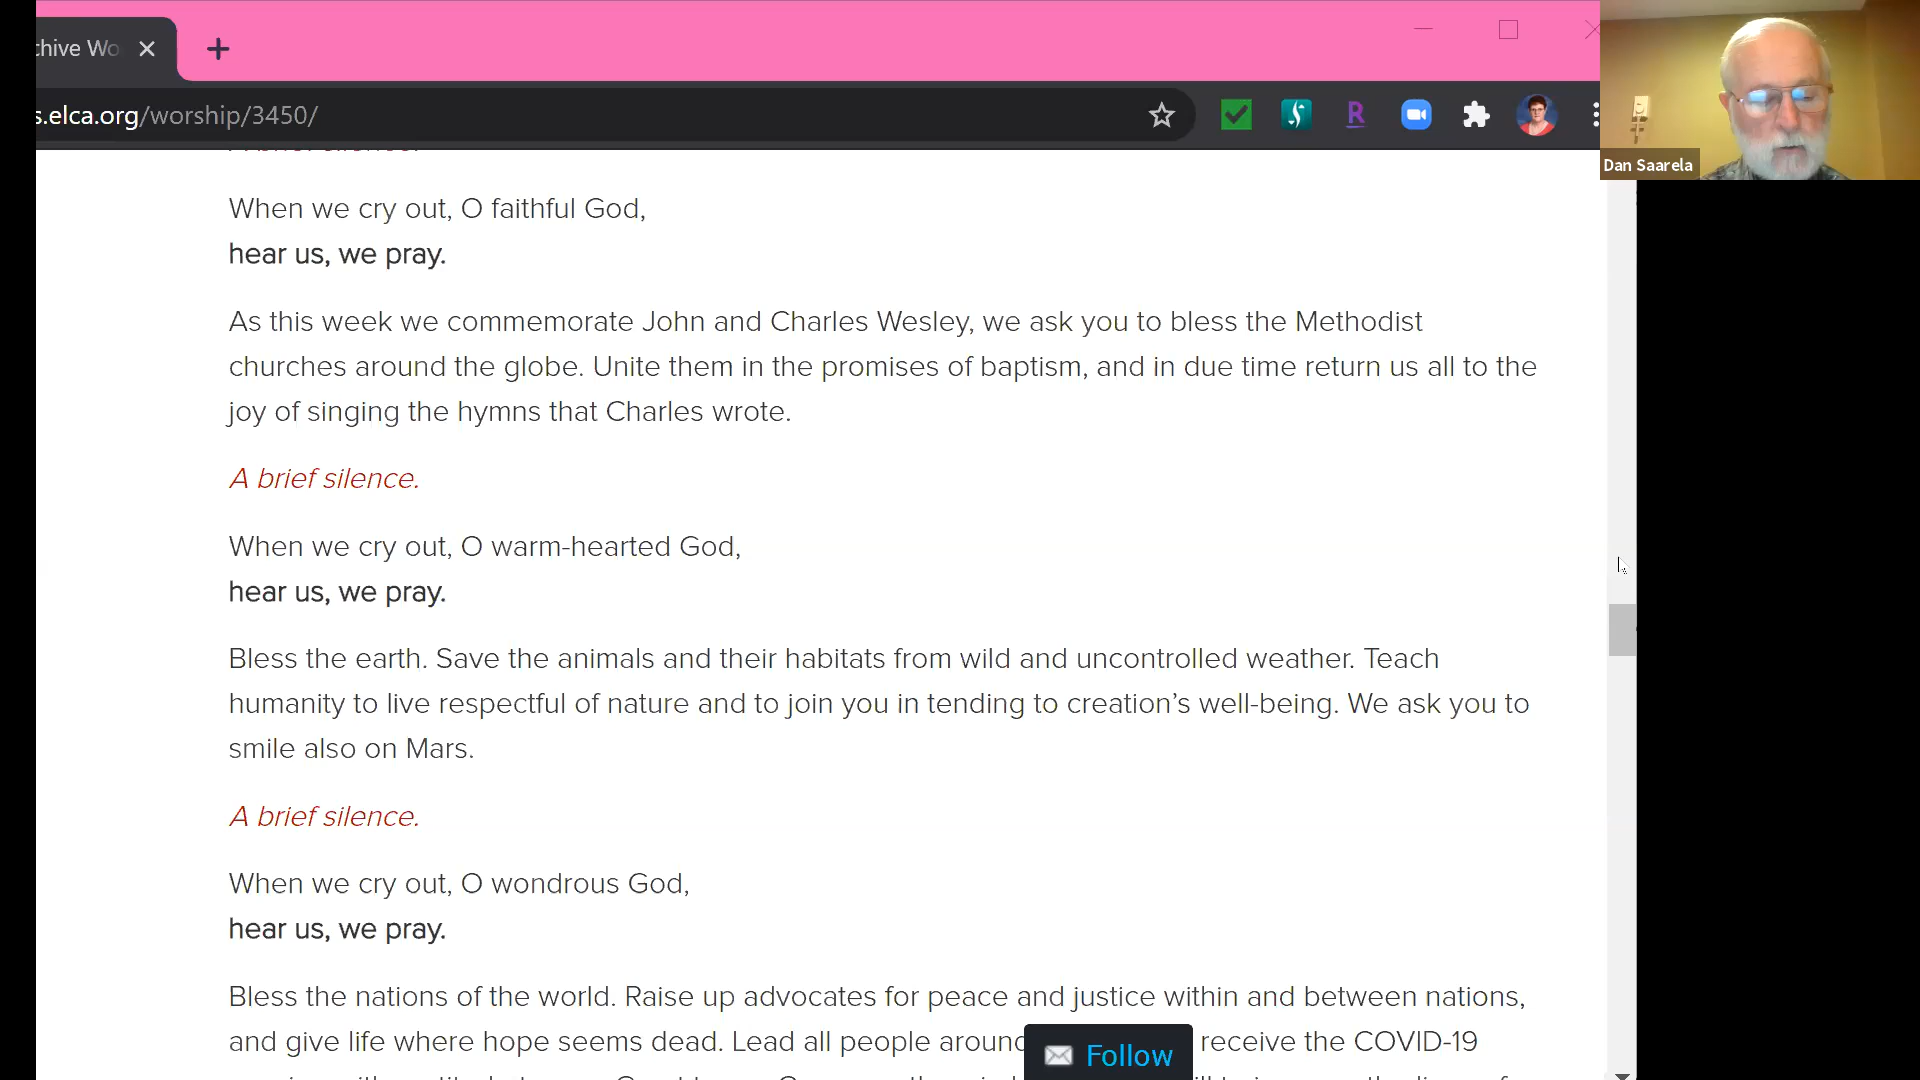 chive Wo
s.elca.org/worship/3450/
Dan Saarela
A brief silence.
When we cry out, O faithful God,
hear us, we pray.
As this week we commemorate John and Charles Wesley, we ask you to bless the Methodist
churches around the globe. Unite them in the promises of baptism, and in due time return us all to the
joy of singing the hymns that Charles wrote.
A brief silence.
When we cry out, O warm-hearted God,
hear us, we pray.
Bless the earth. Save the animals and their habitats from wild and uncontrolled weather. Teach
humanity to live respectful of nature and to join you in tending to creation’s well-being. We ask you to
smile also on Mars.
A brief silence.
When we cry out, O wondrous God,
hear us, we pray.
Bless the nations of the world. Raise up advocates for peace and justice within and between nations,
and give life where hope seems dead. Lead all people around receive the COVID-19
Follow